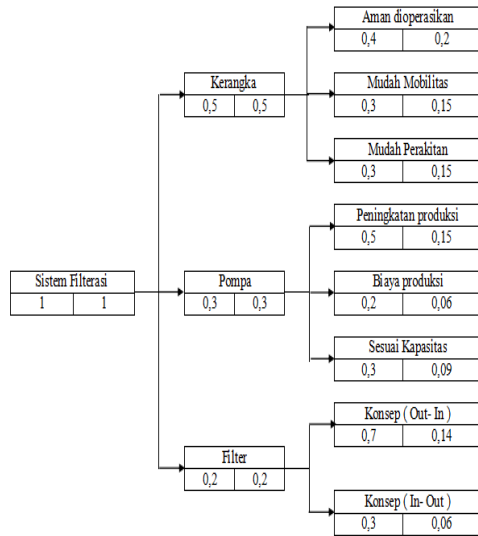 Aman dioperasikan
0,4 0,2
Kerangka
0,5 0,5
Mudah Mobilitas
0,3 0,15
Mudah Perakitan
0,3 0,15
Peningkatan produksi
0,5 0,15
Sistem Filterasi
1 1
Pompa
0,3 0,3
Biaya produksi
0,2 0,06
Sesuai Kapasitas
0,3 0,09
Konsep ( Out- In )
0,7 0,14
Filter
0,2 0,2
Konsep ( In- Out )
0,3 0,06